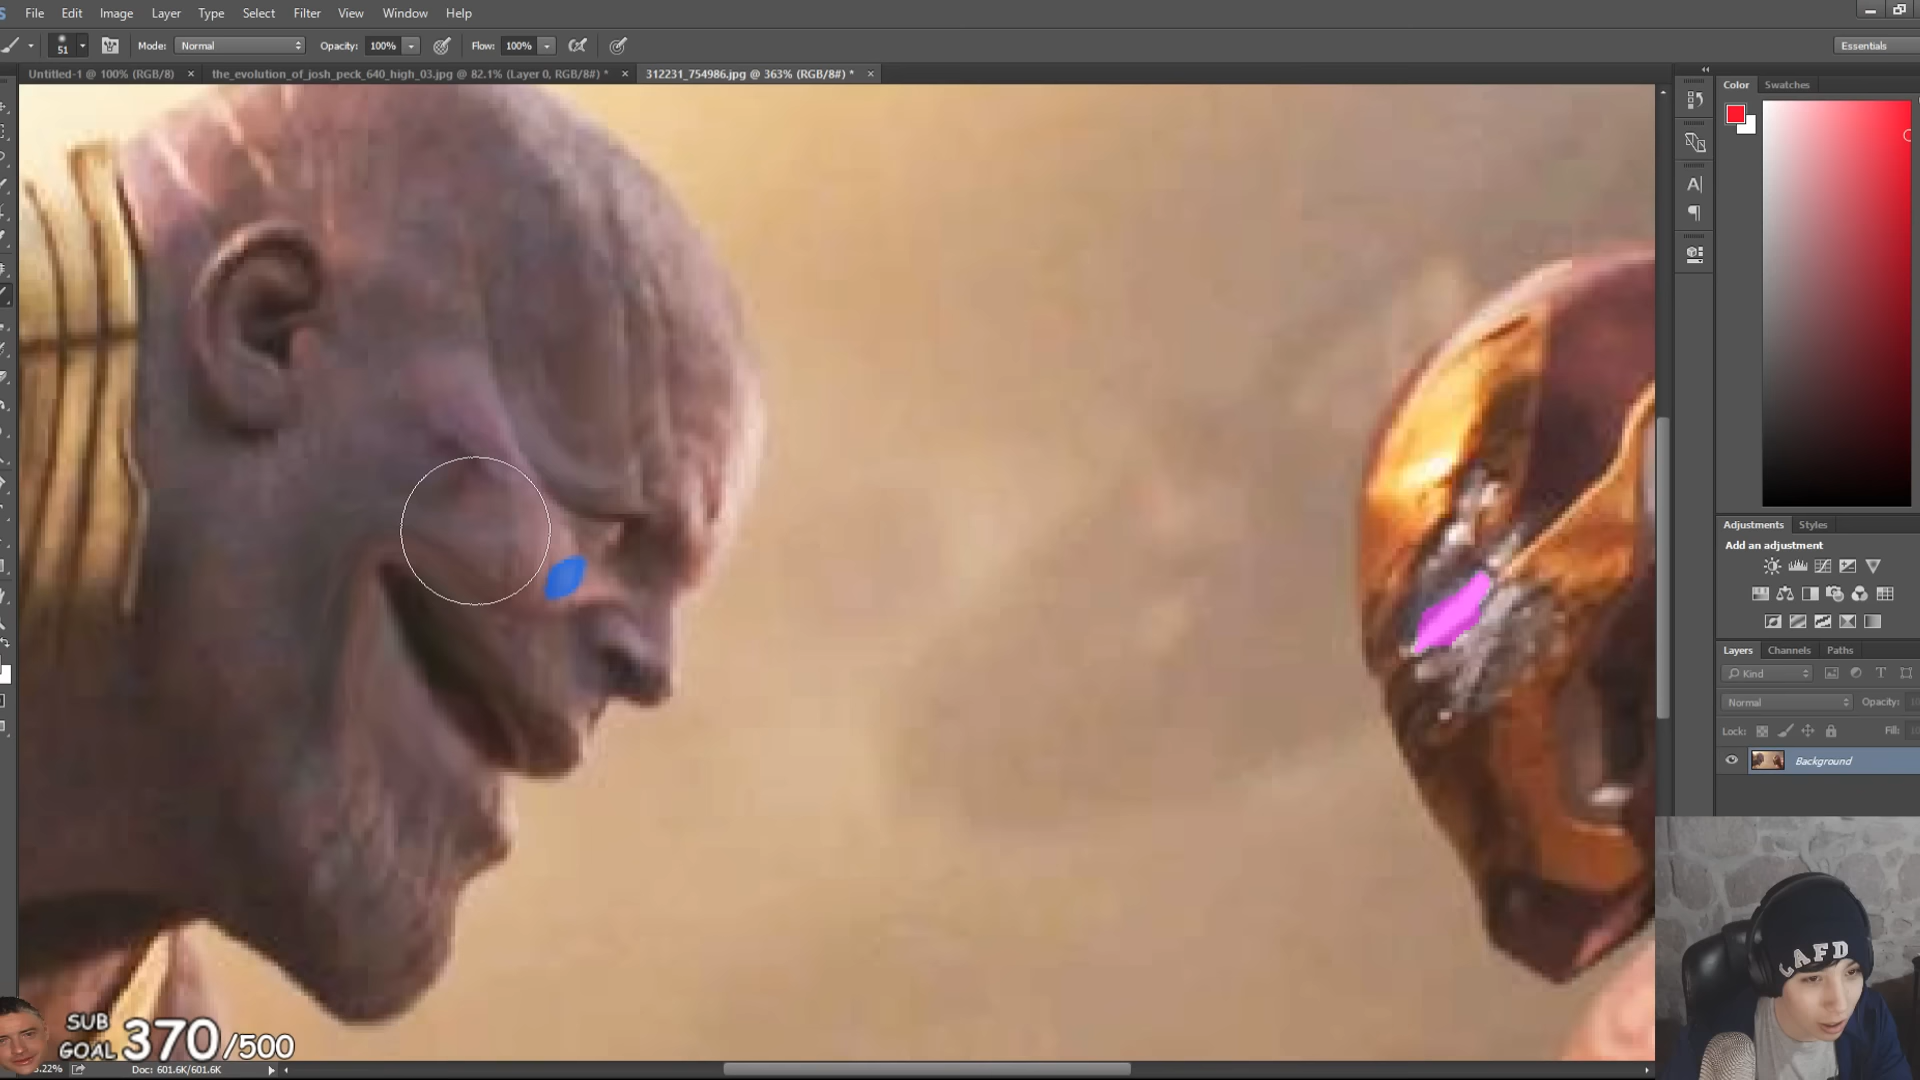 File Edit Image Layer Type Select Filter View Window Help
51 Mode: Normal Opacity: 100% Flow: 100% Essentials
Untitled-1 @ 100% (RGB/8) × the_evolution_of_josh_peck_640_high_03.jpg @ 82.1% (Layer 0, RGB/8#) * × 312231_754986.jpg @ 363% (RGB/8#) * ×
Color Swatches
Adjustments Styles
Add an adjustment
Layers Channels Paths
Kind
Normal Opacity:
Lock: Fill:
Background
CAFD
SUB
GOAL 370/500
Doc: 601.6K/601.6K